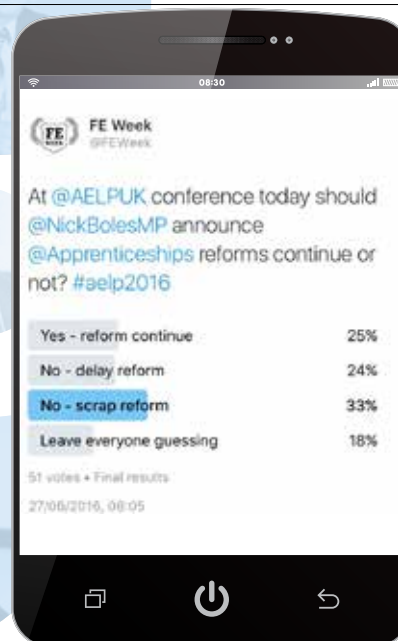 08:30
FE WEEK
FE Week
@FEWeek
At @AELPUK conference today should
@NickBolesMP announce
@Apprenticeships reforms continue or
not? #aelp2016
Yes - reform continue 25%
No - delay reform 24%
No - scrap reform 33%
Leave everyone guessing 18%
51 votes • Final results
27/06/2016, 08:05